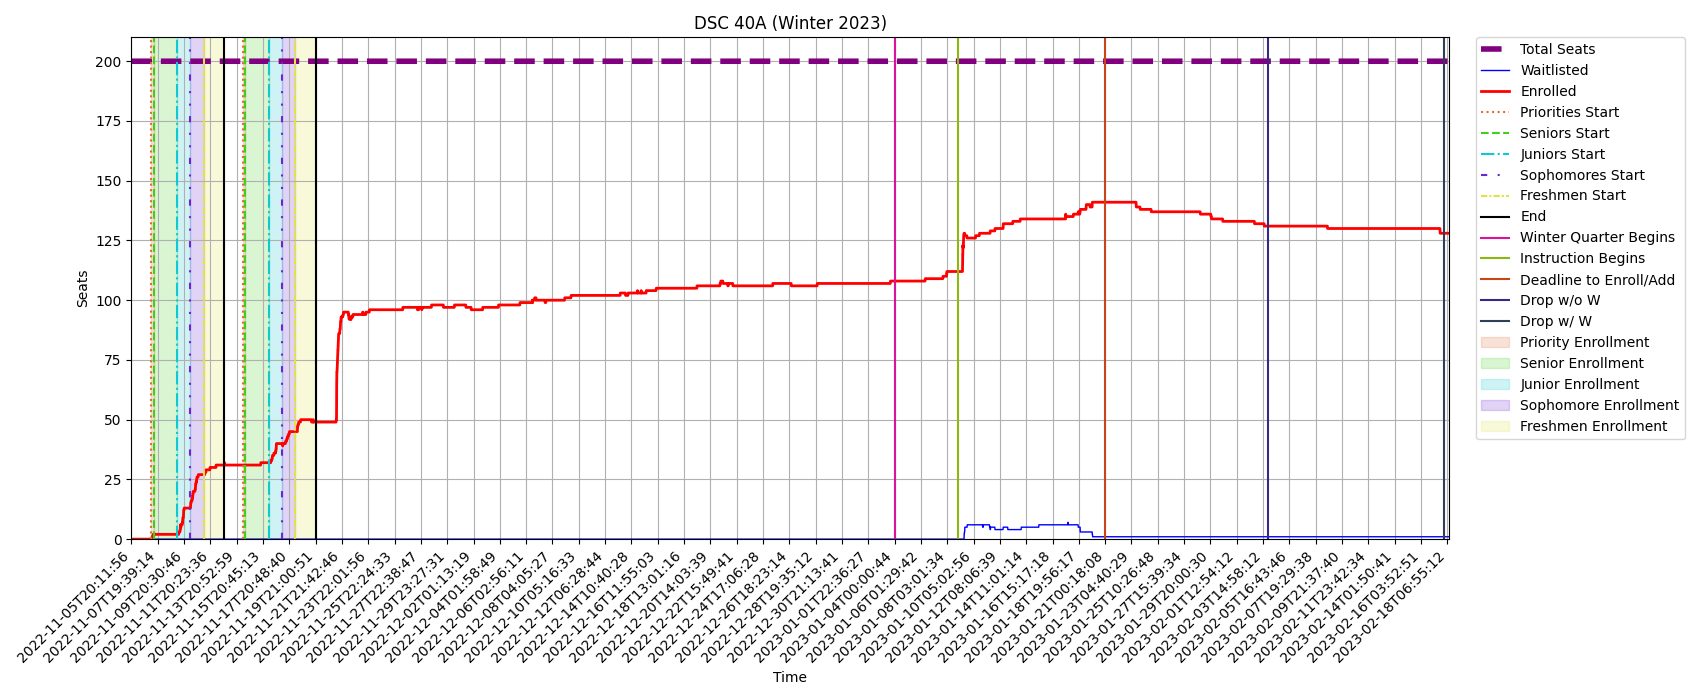 DSC 40A (Winter 2023)
Seats
200
175
150
125
100
75
50
25
0
2022-11-05T20:11:56
2022-11-07T19:39:14
2022-11-09T20:30:46
2022-11-11T20:23:36
2022-11-13T20:52:59
2022-11-15T20:45:13
2022-11-17T20:48:40
2022-11-19T21:00:51
2022-11-21T21:42:46
2022-11-23T22:01:56
2022-11-25T22:24:33
2022-11-27T22:38:47
2022-11-29T23:27:31
2022-12-02T01:13:19
2022-12-04T01:58:49
2022-12-06T02:56:11
2022-12-08T04:05:27
2022-12-10T05:16:33
2022-12-12T06:28:44
2022-12-14T10:40:28
2022-12-16T11:55:03
2022-12-18T13:01:16
2022-12-20T14:03:39
2022-12-22T15:49:41
2022-12-24T17:06:28
2022-12-26T18:23:14
2022-12-28T19:35:12
2022-12-30T21:13:41
2023-01-01T22:36:27
2023-01-04T00:00:44
2023-01-06T01:29:42
2023-01-08T03:01:34
2023-01-10T05:02:56
2023-01-12T08:06:39
2023-01-14T11:01:14
2023-01-16T15:17:18
2023-01-18T19:56:17
2023-01-21T00:18:08
2023-01-23T04:40:29
2023-01-25T10:26:48
2023-01-27T15:39:34
2023-01-29T20:00:30
2023-02-01T12:54:12
2023-02-03T14:58:12
2023-02-05T16:43:46
2023-02-07T19:29:38
2023-02-09T21:37:40
2023-02-11T23:42:34
2023-02-14T01:50:41
2023-02-16T03:52:51
2023-02-18T06:55:12
Time
Total Seats
Waitlisted
Enrolled
Priorities Start
Seniors Start
Juniors Start
Sophomores Start
Freshmen Start
End
Winter Quarter Begins
Instruction Begins
Deadline to Enroll/Add
Drop w/o W
Drop w/ W
Priority Enrollment
Senior Enrollment
Junior Enrollment
Sophomore Enrollment
Freshmen Enrollment